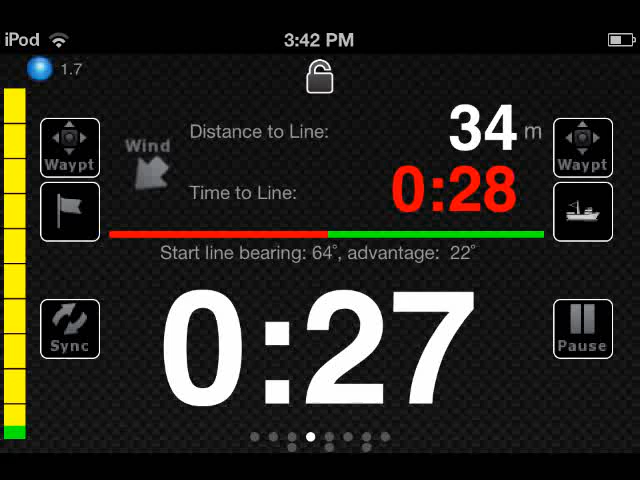 iPod 3:42 PM
1.7
Waypt Wind Distance to Line: 34 m Waypt
Time to Line: 0:28
Start line bearing: 64°, advantage: 22°
Sync 0:27 Pause